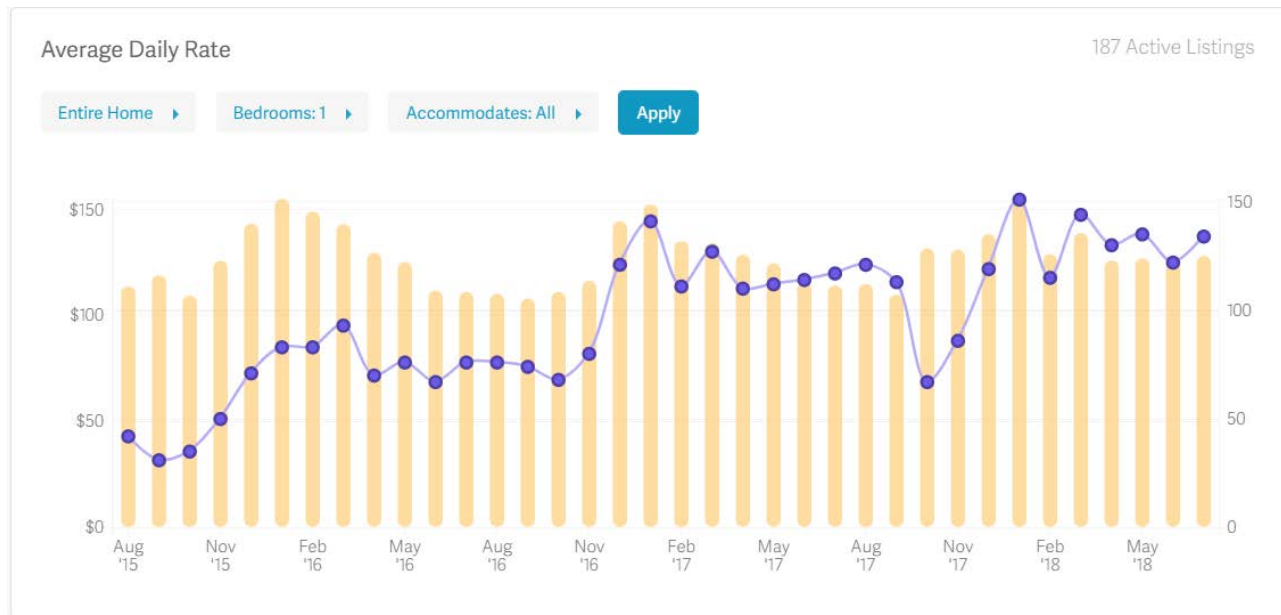 Average Daily Rate
187 Active Listings
Entire Home
Bedrooms: 1
Accommodates: All
Apply
$150
$100
$50
$0
150
100
50
0
Aug '15
Nov '15
Feb '16
May '16
Aug '16
Nov '16
Feb '17
May '17
Aug '17
Nov '17
Feb '18
May '18